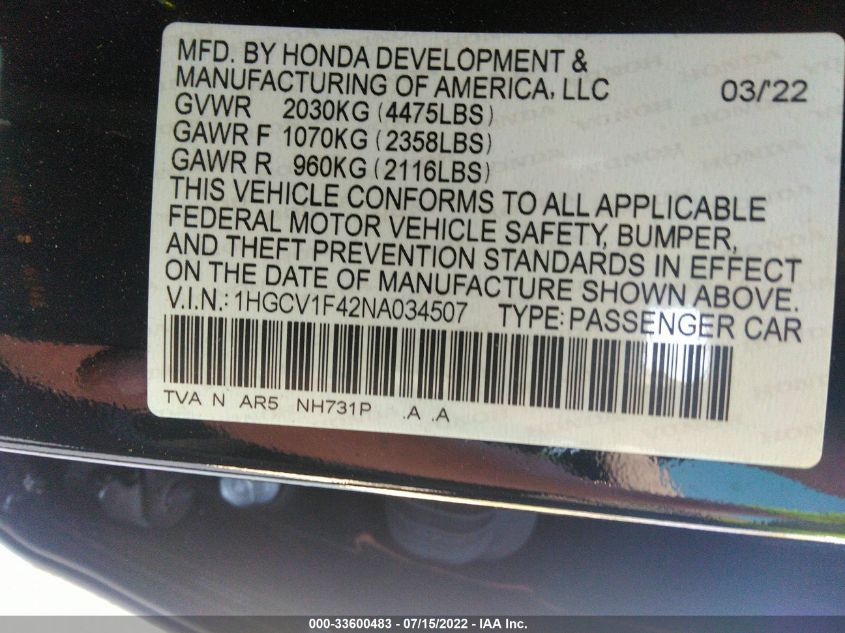 MFD. BY HONDA DEVELOPMENT &
MANUFACTURING OF AMERICA, LLC 03/'22
GVWR 2030KG (4475LBS)
GAWR F 1070KG (2358LBS)
GAWR R 960KG (2116LBS)
THIS VEHICLE CONFORMS TO ALL APPLICABLE
FEDERAL MOTOR VEHICLE SAFETY, BUMPER,
AND THEFT PREVENTION STANDARDS IN EFFECT
ON THE DATE OF MANUFACTURE SHOWN ABOVE.
V.I.N.: 1HGCV1F42NA034507 TYPE: PASSENGER CAR
TVA N AR5 NH731P .A .A
000-33600483 - 07/15/2022 - IAA Inc.